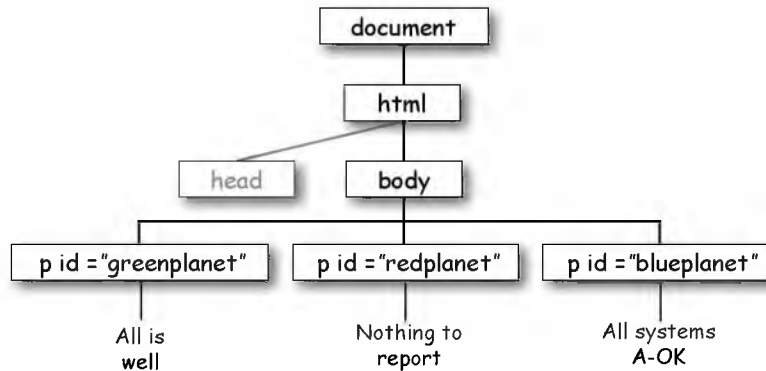 document
html
head
body
p id ="greenplanet"
p id ="redplanet"
p id ="blueplanet"
All is
well
Nothing to
report
All systems
A-OK